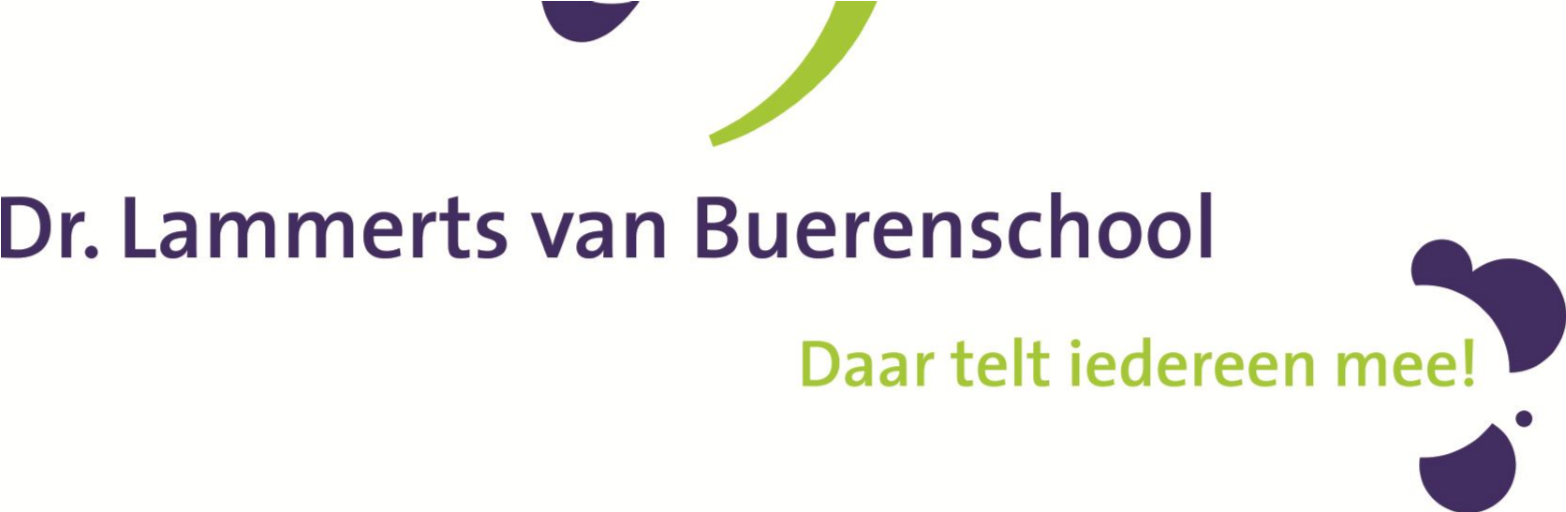 Dr. Lammerts van Buerenschool
Daar telt iedereen mee!